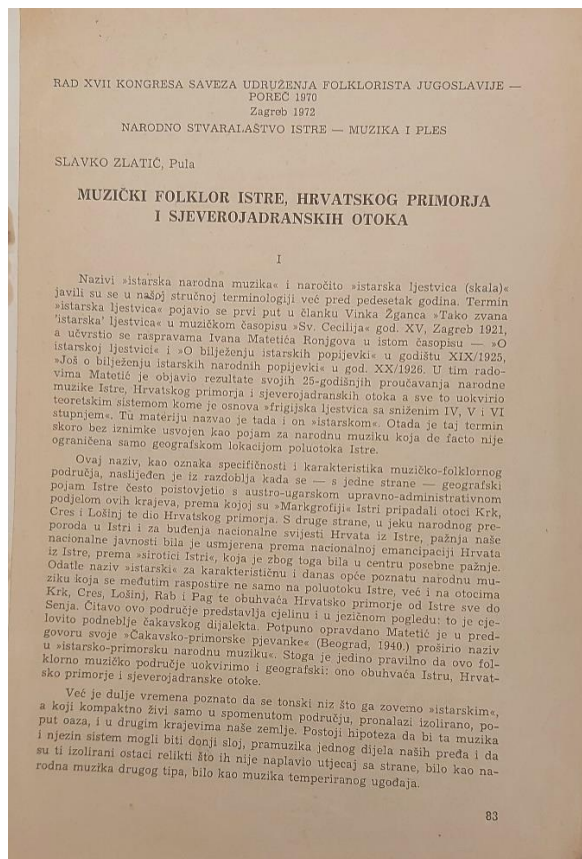 RAD XVII KONGRESA SAVEZA UDRUŽENJA FOLKLORISTA JUGOSLAVIJE —
POREČ 1970
Zagreb 1972
NARODNO STVARALAŠTVO ISTRE — MUZIKA I PLES
SLAVKO ZLATIĆ, Pula
MUZIČKI FOLKLOR ISTRE, HRVATSKOG PRIMORJA
I SJEVEROJADRANSKIH OTOKA
I
Nazivi »istarska narodna muzika« i naročito »istarska ljestvica (skala)«
javili su se u našoj stručnoj terminologiji već pred pedesetak godina. Termin
»istarska ljestvica« pojavio se prvi put u članku Vinka Žganca »Tako zvana
'istarska' ljestvica« u muzičkom časopisu »Sv. Cecilija« god. XV, Zagreb 1921,
a učvrstio se raspravama Ivana Matetića Ronjgova u istom časopisu — »O
istarskoj ljestvici« i »O bilježenju istarskih popijevki« u godištu XIX/1925,
»Još o bilježenju istarskih narodnih popijevki« u god. XX/1926. U tim rado-
vima Matetić je objavio rezultate svojih 25-godišnjih proučavanja narodne
muzike Istre, Hrvatskog primorja i sjeverojadranskih otoka a sve to uokvirio
teoretskim sistemom kome je osnova »frigijska ljestvica sa sniženim IV, V i VI
stupnjem«. Tu materiju nazvao je tada i on »istarskom«. Otada je taj termin
skoro bez iznimke usvojen kao pojam za narodnu muziku koja de facto nije
ograničena samo geografskom lokacijom poluotoka Istre.
Ovaj naziv, kao oznaka specifičnosti i karakteristika muzičko-folklornog
područja, naslijeđen je iz razdoblja kada se — s jedne strane — geografski
pojam Istre često poistovjetio s austro-ugarskom upravno-administrativnom
podjelom ovih krajeva, prema kojoj su »Markgrofiji« Istri pripadali otoci Krk,
Cres i Lošinj te dio Hrvatskog primorja. S druge strane, u jeku narodnog pre-
poroda u Istri i za buđenja nacionalne svijesti Hrvata iz Istre, pažnja naše
nacionalne javnosti bila je usmjerena prema nacionalnoj emancipaciji Hrvata
iz Istre, prema »sirotici Istri«, koja je zbog toga bila u centru posebne pažnje.
Odatle naziv »istarski« za karakterističnu i danas opće poznatu narodnu mu-
ziku koja se međutim raspostire ne samo na poluotoku Istre, već i na otocima
Krk, Cres, Lošinj, Rab i Pag te obuhvaća Hrvatsko primorje od Istre sve do
Senja. Čitavo ovo područje predstavlja cjelinu i u jezičnom pogledu: to je cje-
lovito podneblje čakavskog dijalekta. Potpuno opravdano Matetić je u pred-
govoru svoje »Čakavsko-primorske pjevanke« (Beograd, 1940.) proširio naziv
u »istarsko-primorsku narodnu muziku«. Stoga je jedino pravilno da ovo fol-
klorno muzičko područje uokvirimo i geografski: ono obuhvaća Istru, Hrvat-
sko primorje i sjeverojadranske otoke.
Već je dulje vremena poznato da se tonski niz što ga zovemo »istarskim«,
a koji kompaktno živi samo u spomenutom području, pronalazi izolirano, po-
put oaza, i u drugim krajevima naše zemlje. Postoji hipoteza da bi ta muzika
i njezin sistem mogli biti donji sloj, pramuzika jednog dijela naših pređa i da
su ti izolirani ostaci relikti što ih nije naplavio utjecaj sa strane, bilo kao na-
rodna muzika drugog tipa, bilo kao muzika temperiranog ugođaja.
83